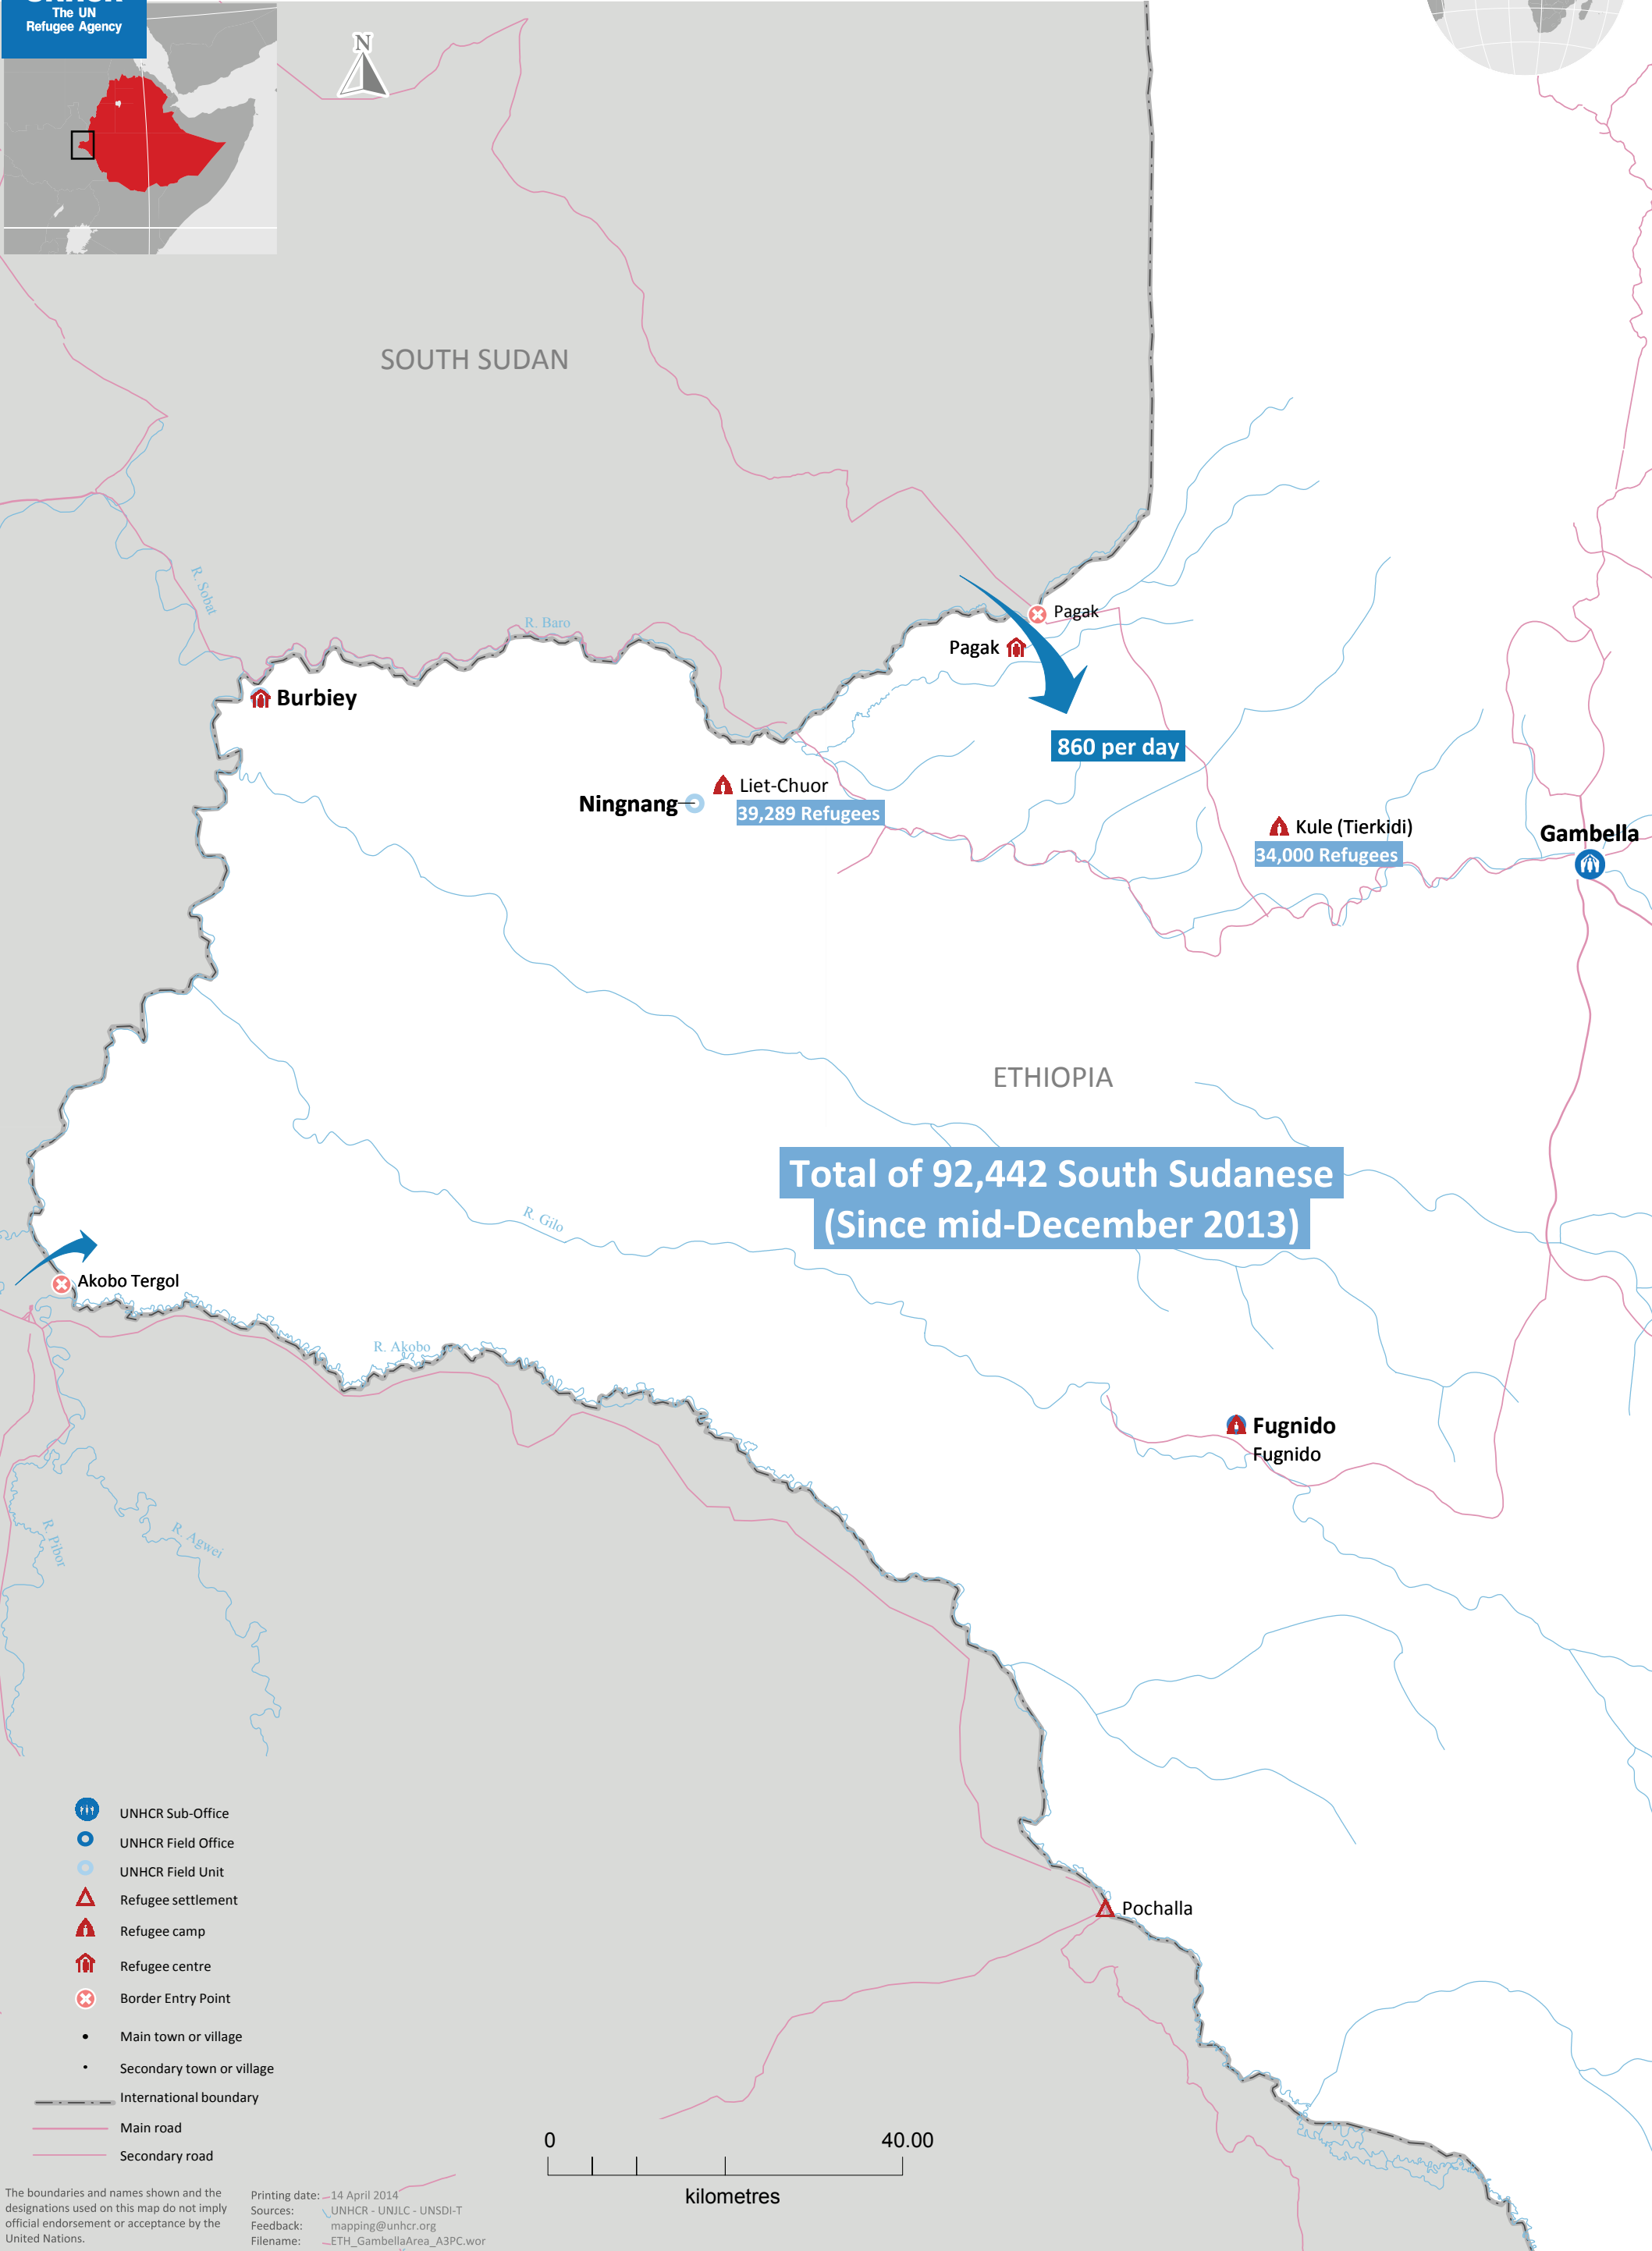 The UN
Refugee Agency
N
SOUTH SUDAN
R. Sobat
R. Baro
Pagak
Pagak
Burbiey
860 per day
Liet-Chuor
Ningnang
39,289 Refugees
Kule (Tierkidi)
34,000 Refugees
Gambella
ETHIOPIA
Total of 92,442 South Sudanese
(Since mid-December 2013)
R. Gilo
Akobo Tergol
R. Akobo
Fugnido
Fugnido
R. Pibor
R. Agwei
Pochalla
UNHCR Sub-Office
UNHCR Field Office
UNHCR Field Unit
Refugee settlement
Refugee camp
Refugee centre
Border Entry Point
Main town or village
Secondary town or village
International boundary
Main road
Secondary road
0 40.00
kilometres
The boundaries and names shown and the
designations used on this map do not imply
official endorsement or acceptance by the
United Nations.
Printing date: 14 April 2014
Sources: UNHCR - UNJLC - UNSDI-T
Feedback: mapping@unhcr.org
Filename: ETH_GambellaArea_A3PC.wor